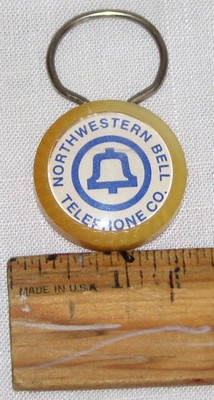 NORTHWESTERN BELL
TELEPHONE CO.
1
MADE IN U.S.A